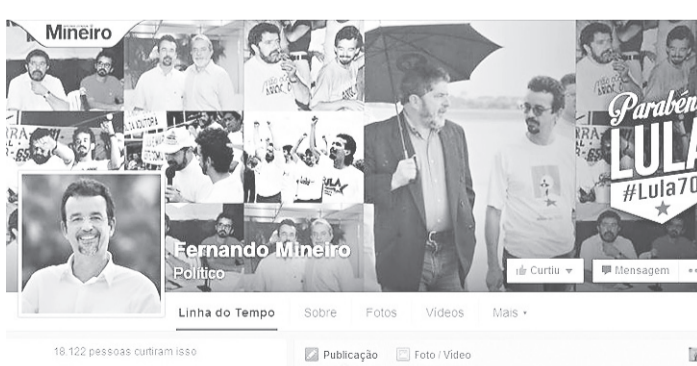 Mineiro
Parabén
LULA
#Lula70
Fernando Mineiro
Político
Curtiu
Mensagem
Linha do Tempo
Sobre
Fotos
Vídeos
Mais
18.122 pessoas curtiram isso
Publicação
Foto / Vídeo